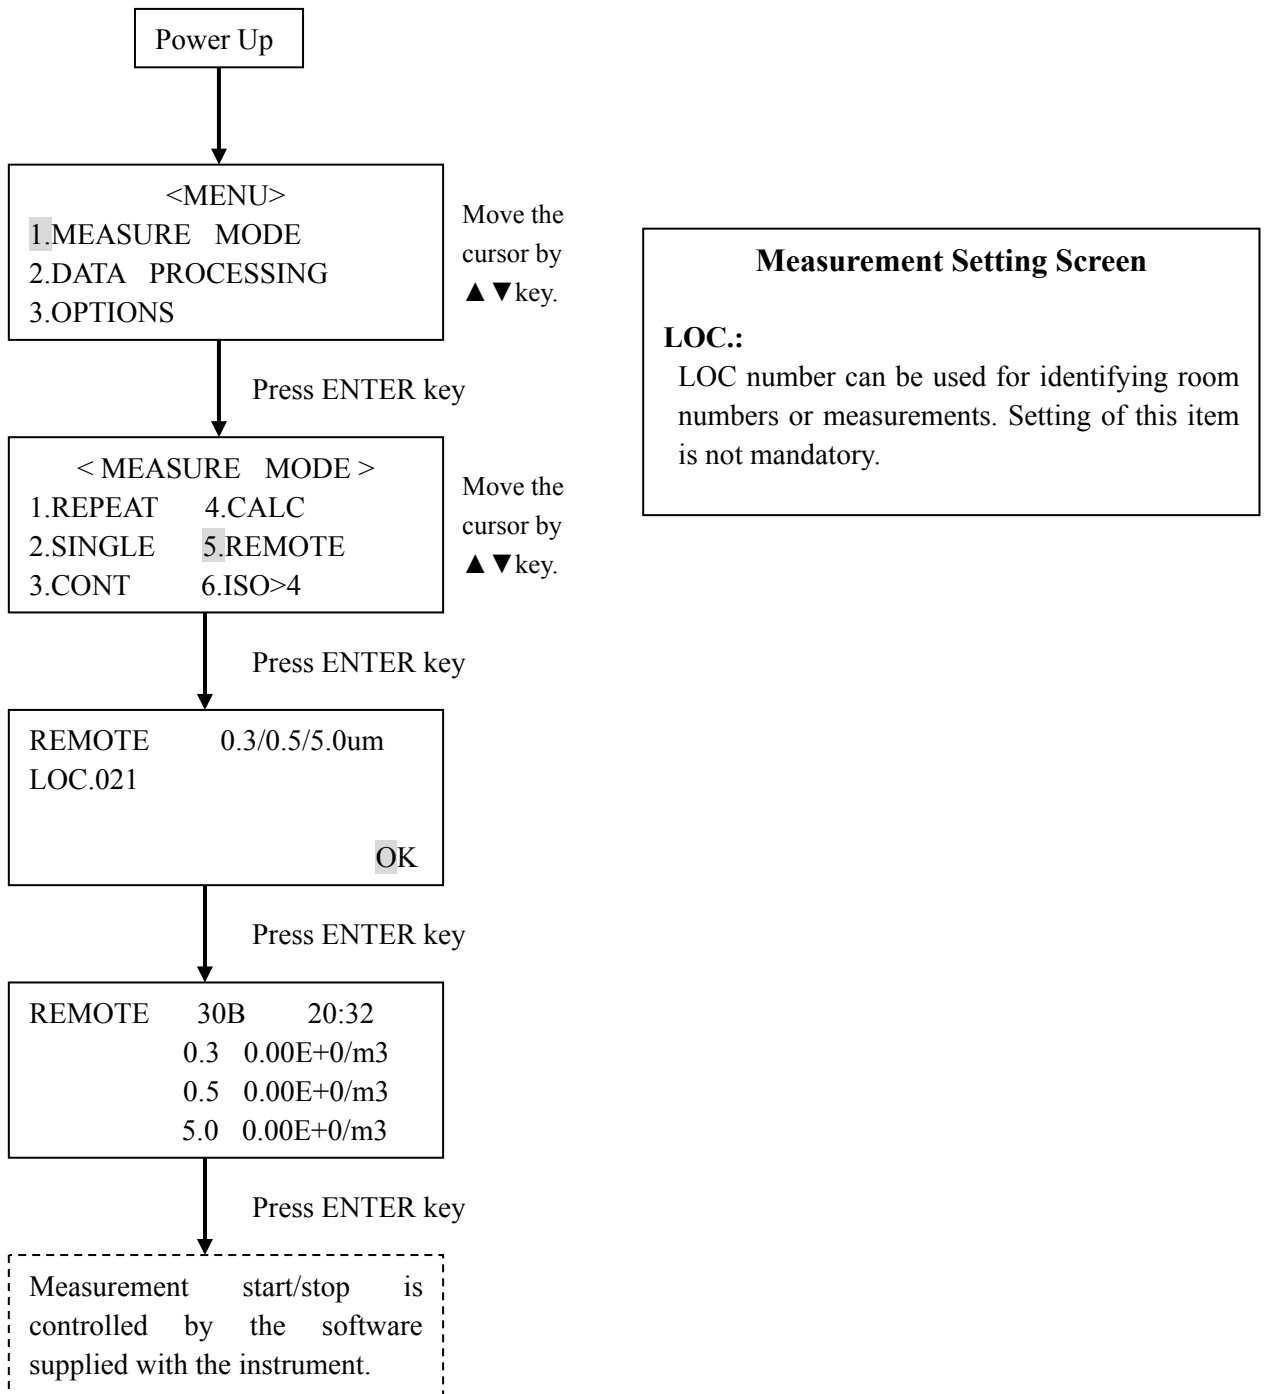 Power Up
<MENU>
1.MEASURE MODE
2.DATA PROCESSING
3.OPTIONS
Move the
cursor by
▲▼key.
Press ENTER key
< MEASURE MODE >
1.REPEAT 4.CALC
2.SINGLE 5.REMOTE
3.CONT 6.ISO>4
Move the
cursor by
▲▼key.
Press ENTER key
REMOTE 0.3/0.5/5.0um
LOC.021
OK
Press ENTER key
REMOTE 30B 20:32
0.3 0.00E+0/m3
0.5 0.00E+0/m3
5.0 0.00E+0/m3
Press ENTER key
Measurement start/stop is
controlled by the software
supplied with the instrument.
Measurement Setting Screen
LOC.:
LOC number can be used for identifying room
numbers or measurements. Setting of this item
is not mandatory.